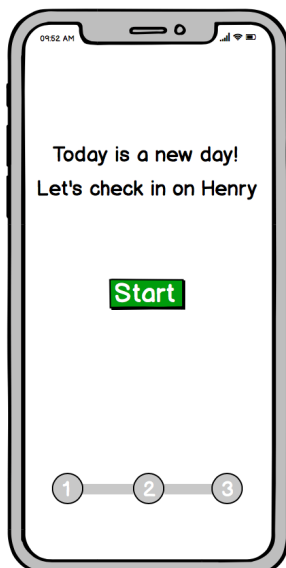 09:52 AM
Today is a new day!
Let's check in on Henry
Start
1 2 3